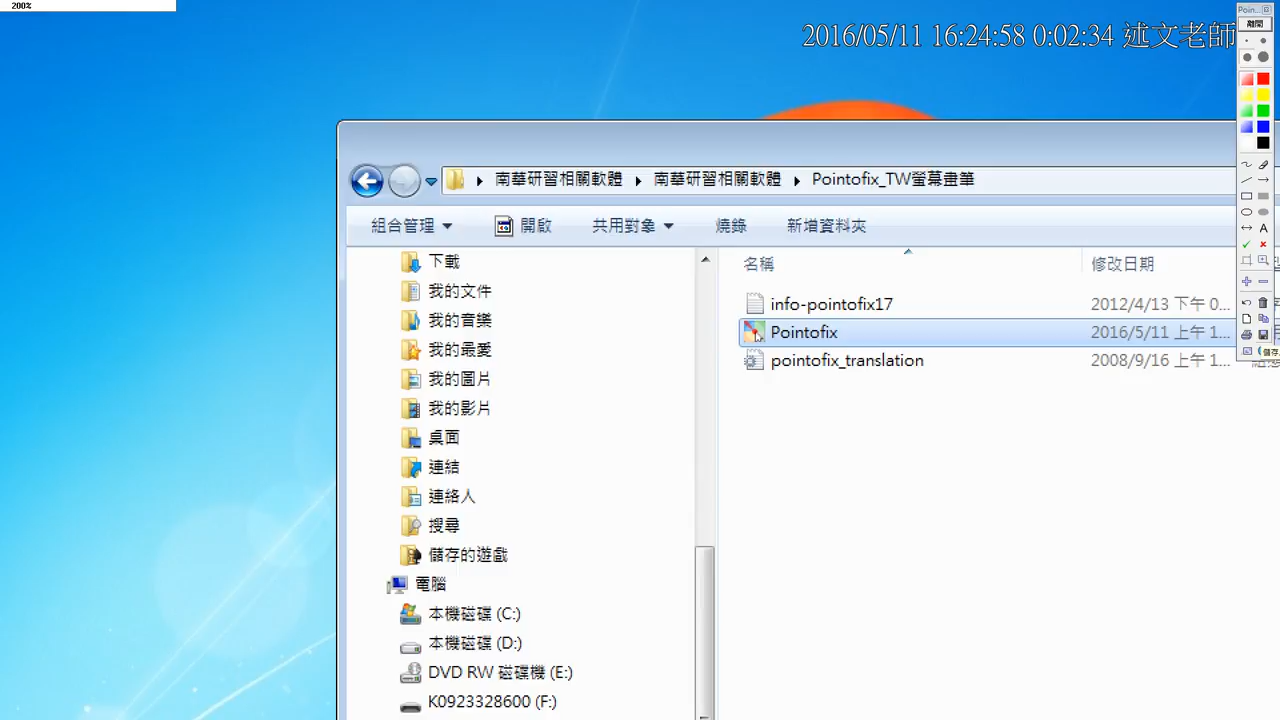 200%
2016/05/11 16:24:58 0:02:34 述文老師
Poin...
離開
南華研習相關軟體 南華研習相關軟體 Pointofix_TW螢幕畫筆
組合管理 開啟 共用對象 燒錄 新增資料夾
下載
我的文件
我的音樂
我的最愛
我的圖片
我的影片
桌面
連結
連絡人
搜尋
儲存的遊戲
電腦
本機磁碟 (C:)
本機磁碟 (D:)
DVD RW 磁碟機 (E:)
K0923328600 (F:)
名稱 修改日期
info-pointofix17 2012/4/13 下午 0...
Pointofix 2016/5/11 上午 1...
pointofix_translation 2008/9/16 上午 1...
A